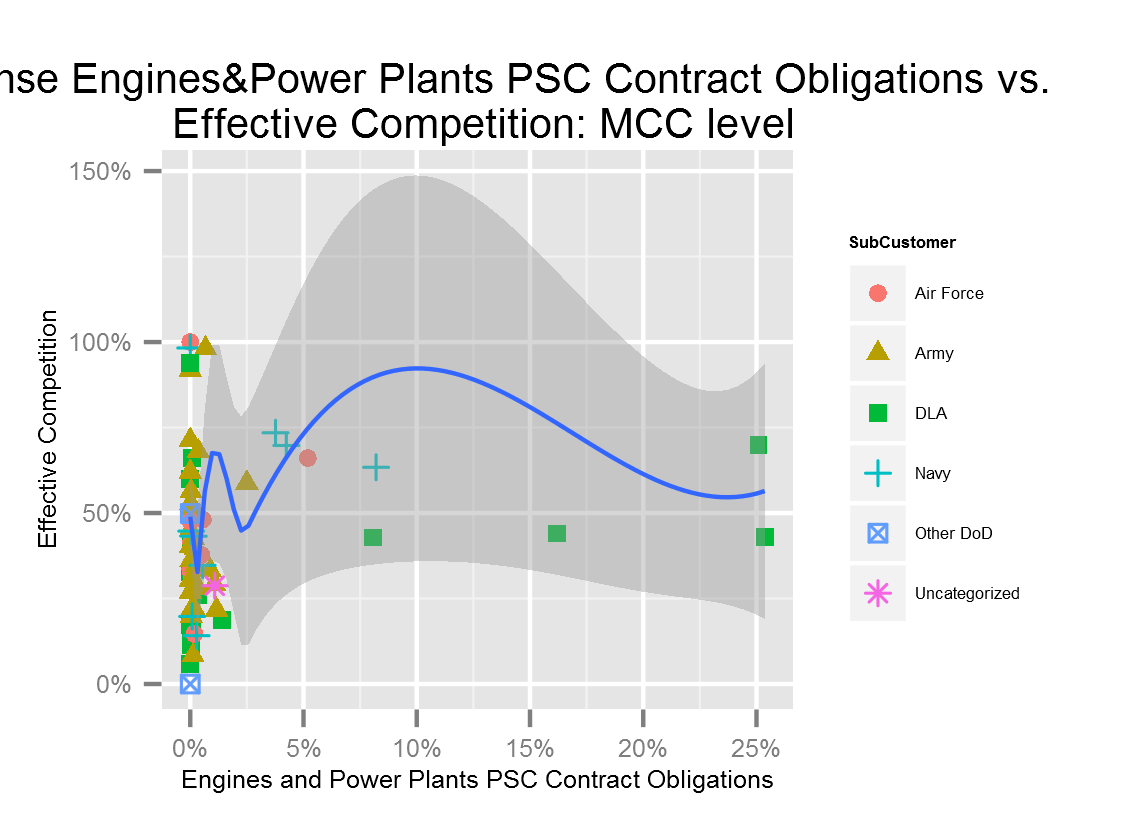 Engines&Power Plants PSC Contract Obligations vs.
Effective Competition: MCC level
150%
100%
50%
0%
Effective Competition
0% 5% 10% 15% 20% 25%
Engines and Power Plants PSC Contract Obligations
SubCustomer
Air Force
Army
DLA
Navy
Other DoD
Uncategorized